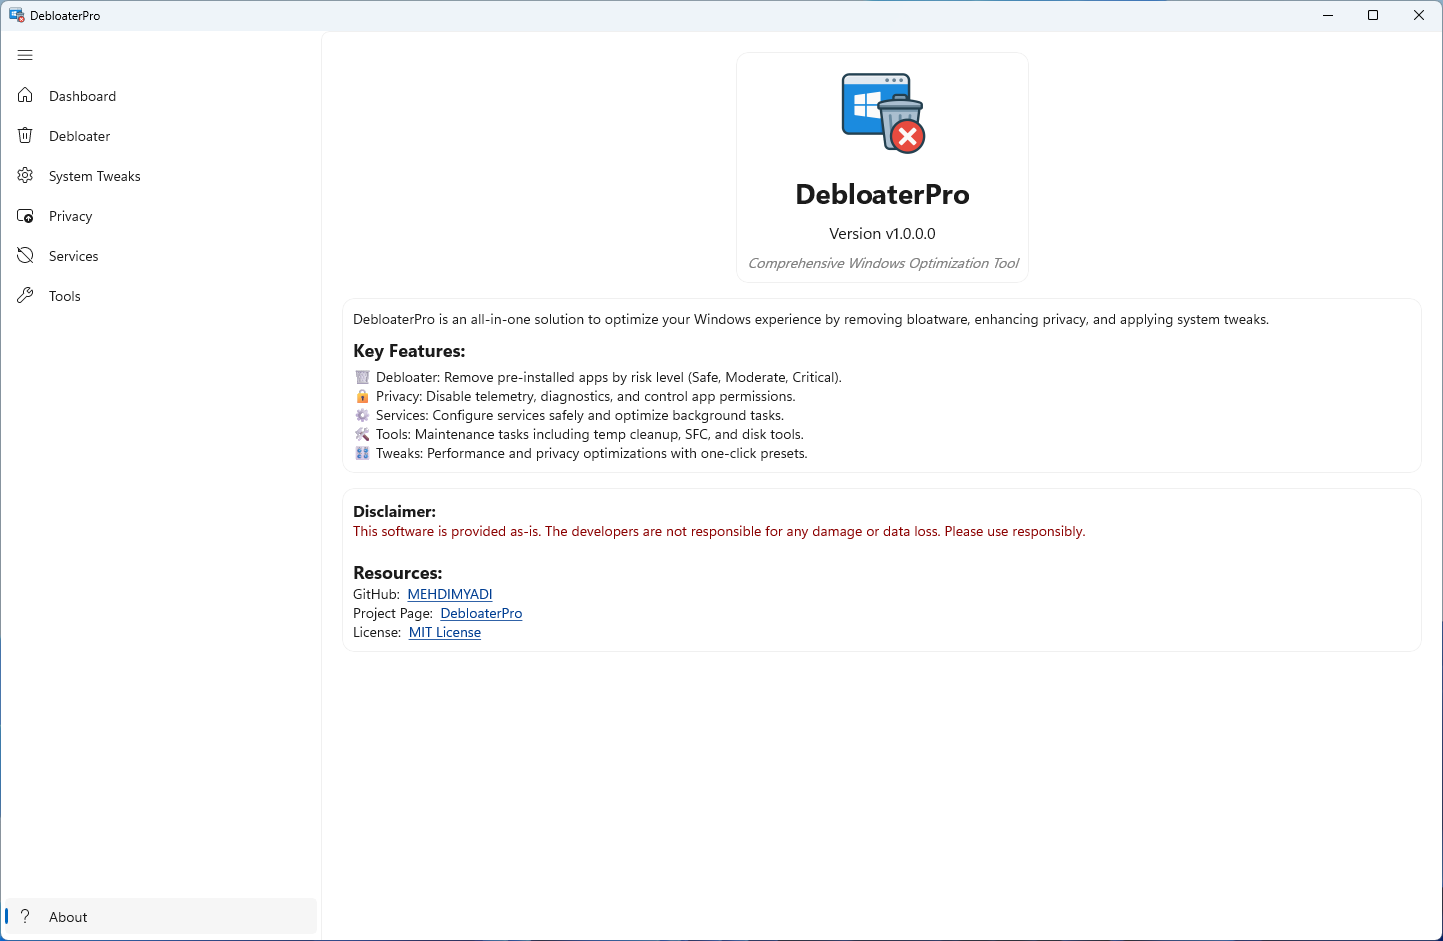 DebloaterPro
Dashboard
Debloater
System Tweaks
Privacy
Services
Tools
About
DebloaterPro
Version v1.0.0.0
Comprehensive Windows Optimization Tool
DebloaterPro is an all-in-one solution to optimize your Windows experience by removing bloatware, enhancing privacy, and applying system tweaks.
Key Features:
Debloater: Remove pre-installed apps by risk level (Safe, Moderate, Critical).
Privacy: Disable telemetry, diagnostics, and control app permissions.
Services: Configure services safely and optimize background tasks.
Tools: Maintenance tasks including temp cleanup, SFC, and disk tools.
Tweaks: Performance and privacy optimizations with one-click presets.
Disclaimer:
This software is provided as-is. The developers are not responsible for any damage or data loss. Please use responsibly.
Resources:
GitHub: MEHDIMYADI
Project Page: DebloaterPro
License: MIT License